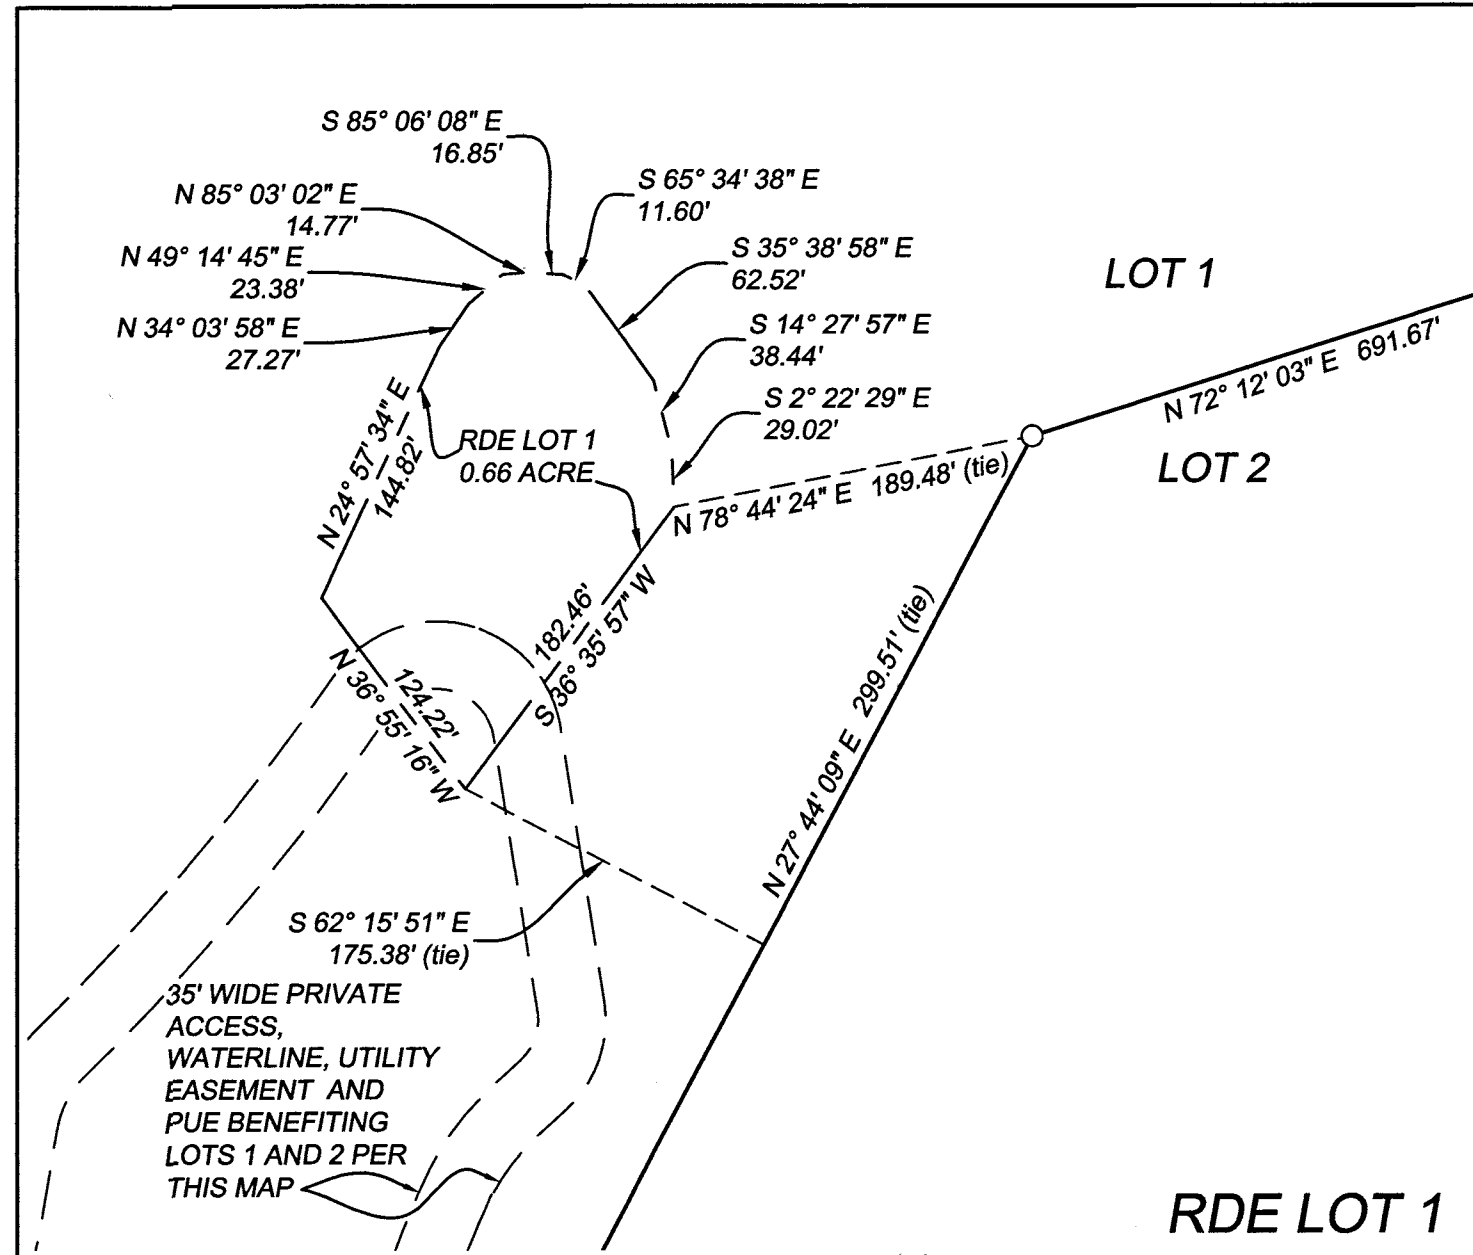 S 85° 06' 08" E
16.85'
S 65° 34' 38" E
11.60'
N 85° 03' 02" E
14.77'
N 49° 14' 45" E
23.38'
S 35° 38' 58" E
62.52'
LOT 1
N 34° 03' 58" E
27.27'
S 14° 27' 57" E
38.44'
N 72° 12' 03" E 691.67'
S 2° 22' 29" E
29.02'
N 24° 57' 34" E
144.82'
RDE LOT 1
0.66 ACRE
LOT 2
N 78° 44' 24" E 189.48' (tie)
182.46'
S 36° 35' 57" W
124.22'
N 36° 55' 16" W
N 27° 44' 09" E 299.51' (tie)
S 62° 15' 51" E
175.38' (tie)
35' WIDE PRIVATE
ACCESS,
WATERLINE, UTILITY
EASEMENT AND
PUE BENEFITING
LOTS 1 AND 2 PER
THIS MAP
RDE LOT 1